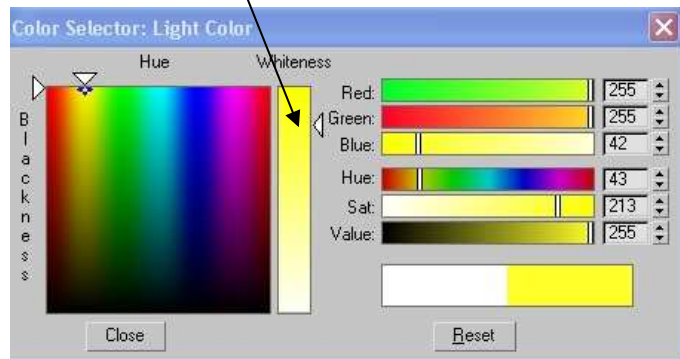 Color Selector: Light Color
Hue Whiteness
Blackness
Red: 255
Green: 255
Blue: 42
Hue: 43
Sat: 213
Value: 255
Close Reset